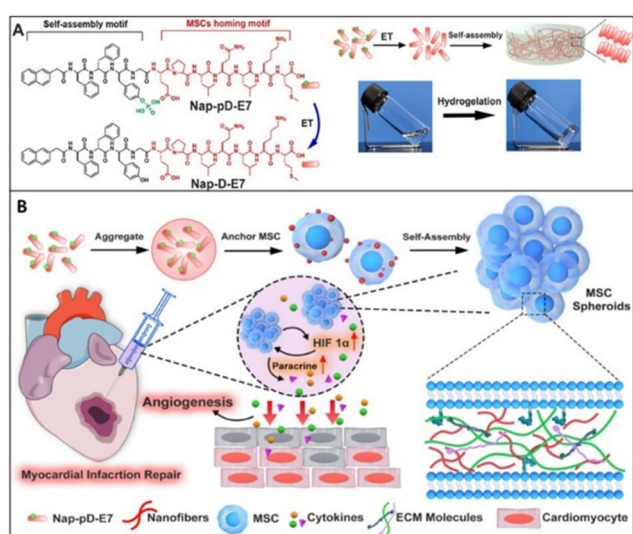 A
Self-assembly motif
MSCs homing motif
Nap-pD-E7
ET
Nap-D-E7
ET
Self-assembly
Hydrogelation
B
Aggregate
Anchor MSC
Self-Assembly
MSC
Spheroids
HIF 1α
Paracrine
Angiogenesis
Myocardial Infacrtion Repair
Nap-pD-E7
Nanofibers
MSC
Cytokines
ECM Molecules
Cardiomyocyte